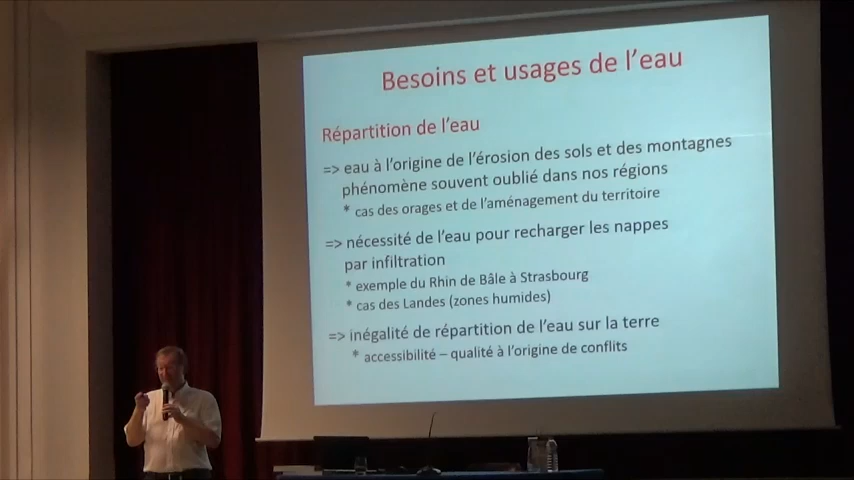 Besoins et usages de l'eau
Répartition de l'eau
=> eau à l'origine de l'érosion des sols et des montagnes
phénomène souvent oublié dans nos régions
* cas des orages et de l'aménagement du territoire
=> nécessité de l'eau pour recharger les nappes
par infiltration
* exemple du Rhin de Bâle à Strasbourg
* cas des Landes (zones humides)
=> inégalité de répartition de l'eau sur la terre
* accessibilité – qualité à l'origine de conflits